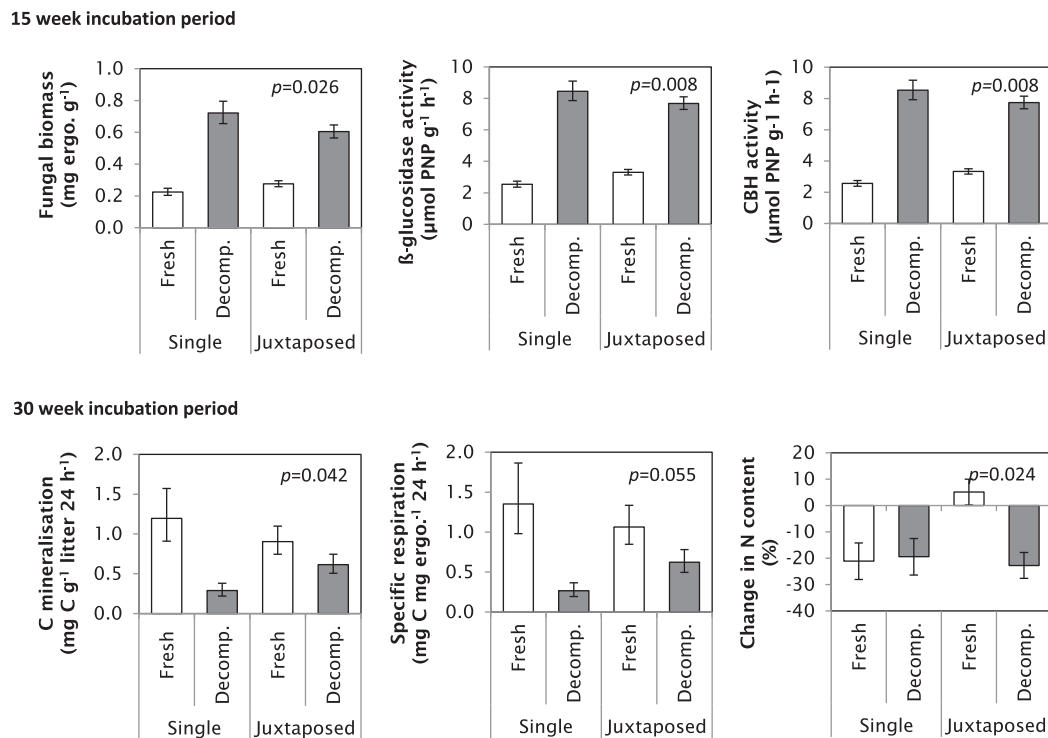 15 week incubation period
Fungal biomass
(mg ergo. g-1)
1.0
0.8
0.6
0.4
0.2
0.0
p=0.026
Fresh
Decomp.
Fresh
Decomp.
Single
Juxtaposed
ß-glucosidase activity
(µmol PNP g-1 h-1)
10
8
6
4
2
0
p=0.008
Fresh
Decomp.
Fresh
Decomp.
Single
Juxtaposed
CBH activity
(µmol PNP g-1 h-1)
10
8
6
4
2
0
p=0.008
Fresh
Decomp.
Fresh
Decomp.
Single
Juxtaposed
30 week incubation period
C mineralisation
(mg C g-1 litter 24 h-1)
2.0
1.5
1.0
0.5
0.0
p=0.042
Fresh
Decomp.
Fresh
Decomp.
Single
Juxtaposed
Specific respiration
(mg C mg ergo.-1 24 h-1)
2.0
1.5
1.0
0.5
0.0
p=0.055
Fresh
Decomp.
Fresh
Decomp.
Single
Juxtaposed
Change in N content
(%)
20
10
0
-10
-20
-30
-40
p=0.024
Fresh
Decomp.
Fresh
Decomp.
Single
Juxtaposed